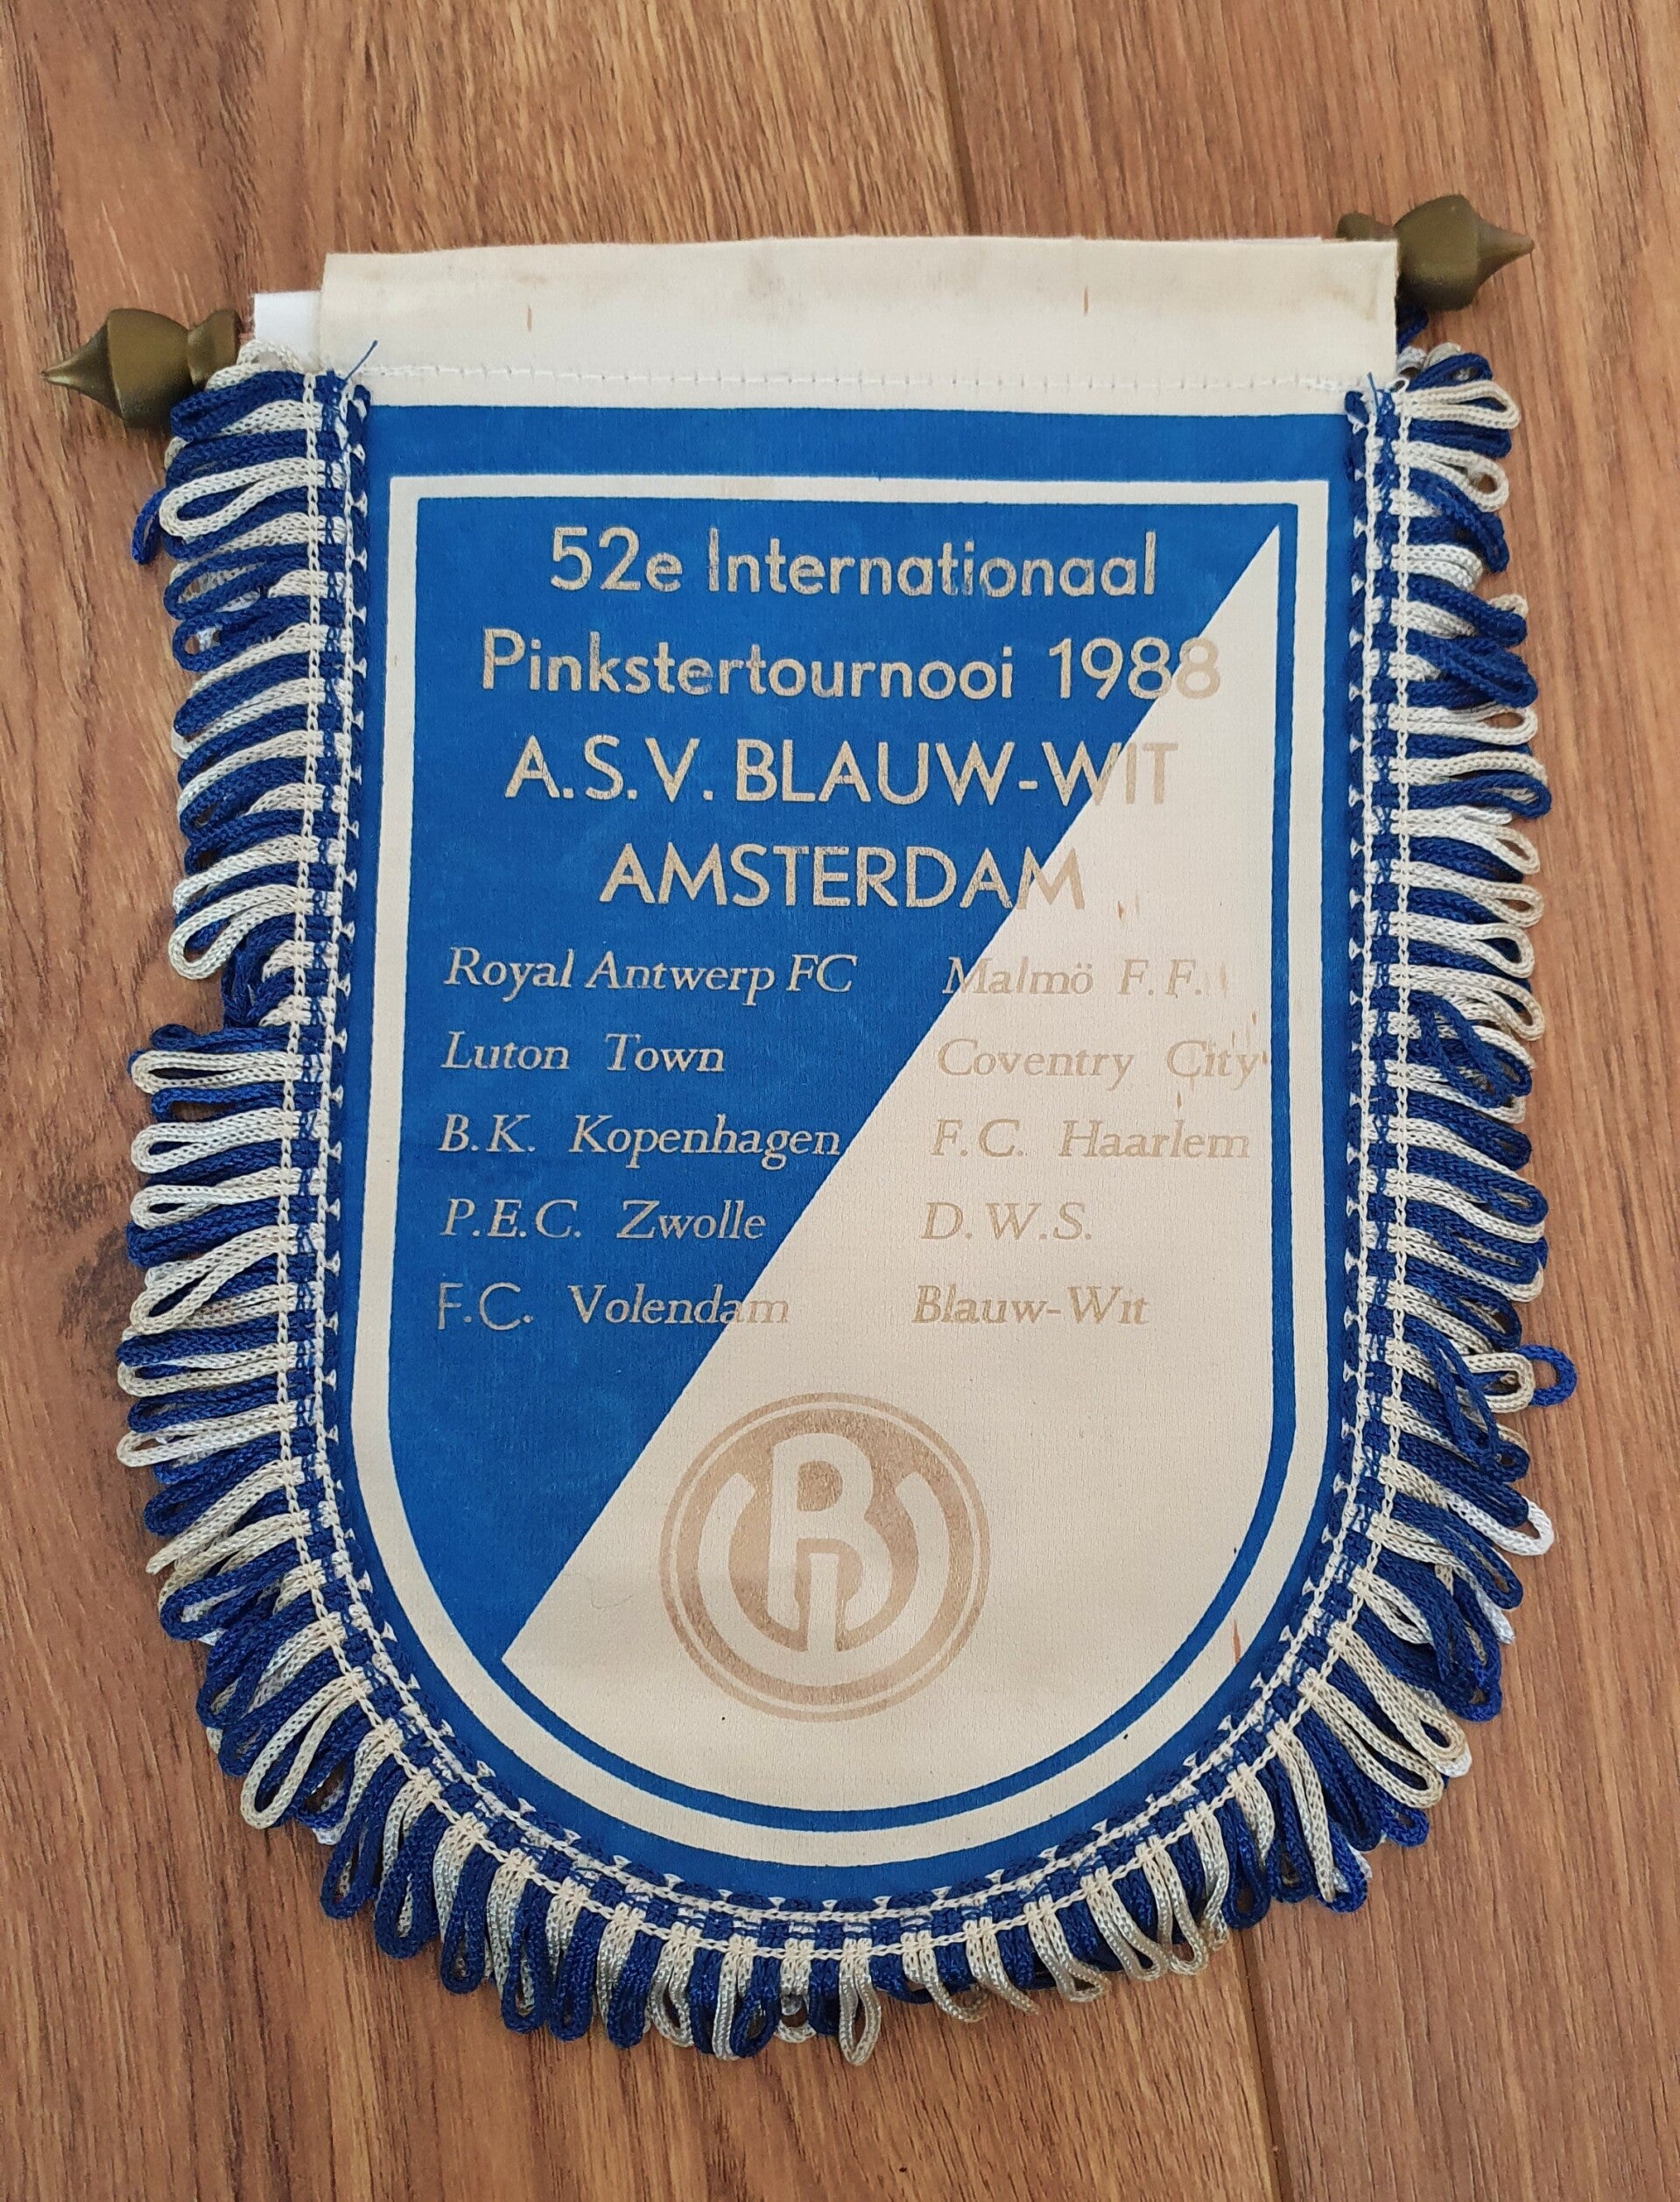 52e Internationaal
Pinkstertournooi 1988
A.S.V. BLAUW-WIT
AMSTERDAM
Royal Antwerp FC Malmö F.F.
Luton Town Coventry City
B.K. Kopenhagen F.C. Haarlem
P.E.C. Zwolle D.W.S.
F.C. Volendam Blauw-Wit
BW